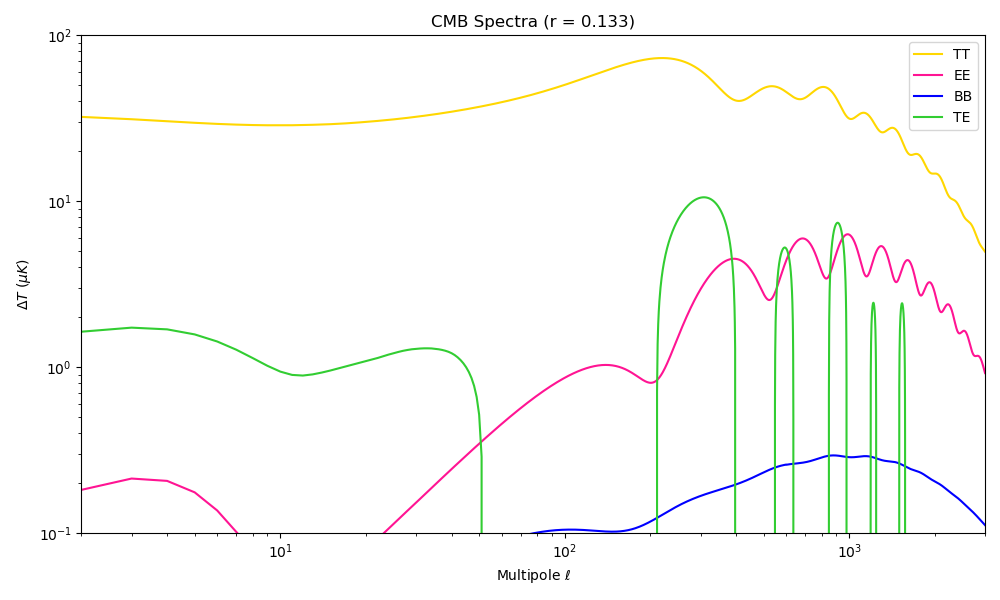 CMB Spectra (r = 0.133)
10²
10¹
10⁰
10⁻¹
ΔT (μK)
TT
EE
BB
TE
10¹
10²
10³
Multipole ℓ